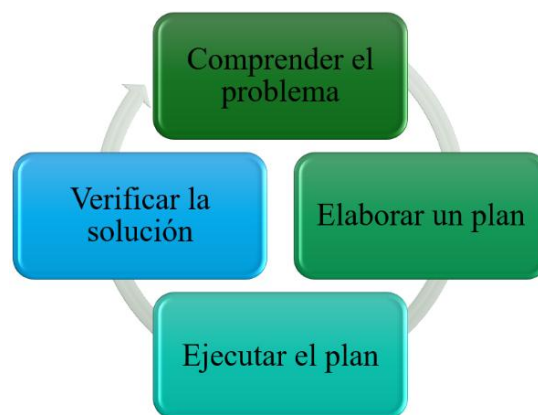 Comprender el
problema
Elaborar un plan
Ejecutar el plan
Verificar la
solución